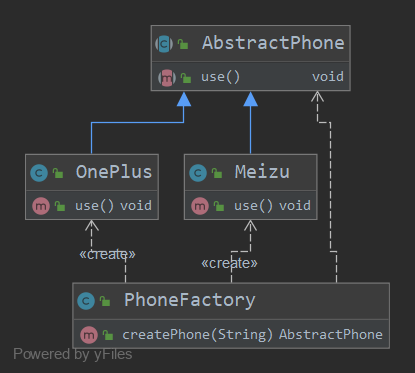 AbstractPhone
use() void
OnePlus
use() void
Meizu
use() void
«create»
«create»
PhoneFactory
createPhone(String) AbstractPhone
Powered by yFiles